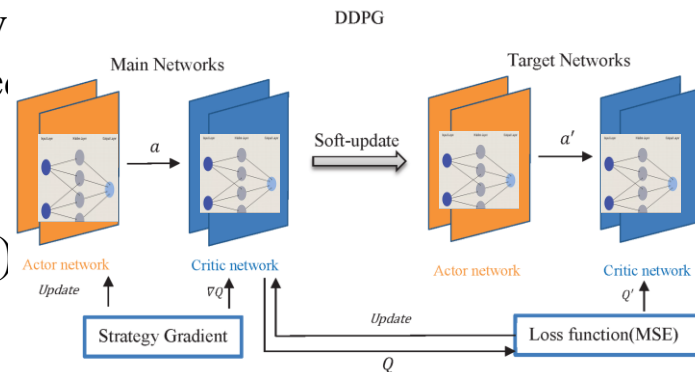 DDPG
Main Networks
Target Networks
a
Soft-update
a′
Actor network
Critic network
Actor network
Critic network
Update
∇Q
Update
Q′
Strategy Gradient
Loss function(MSE)
Q